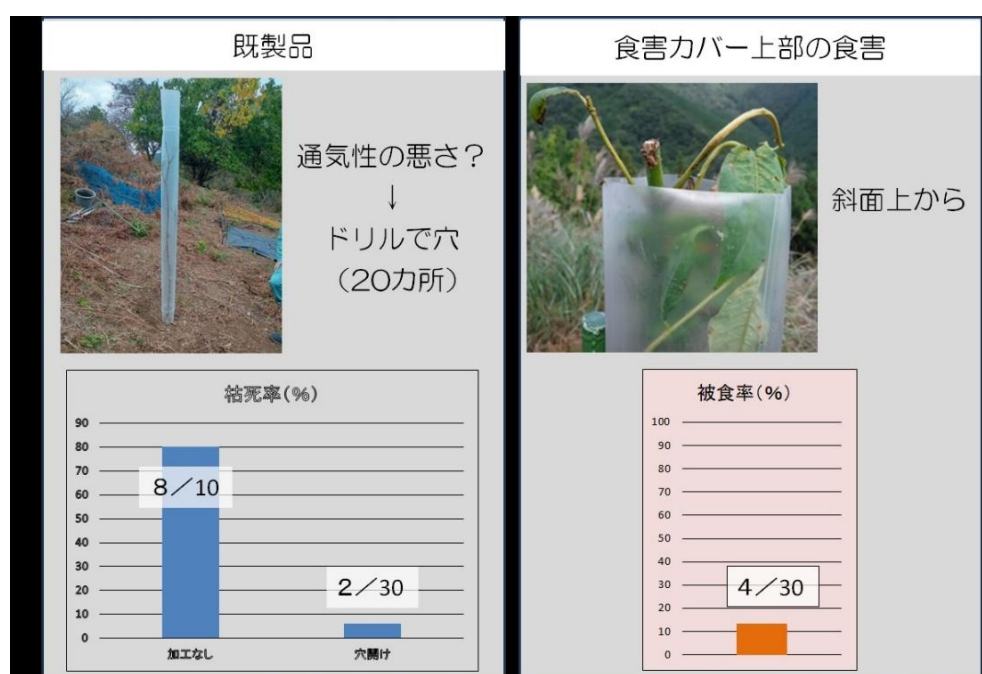 既製品
通気性の悪さ?
↓
ドリルで穴
(20カ所)
枯死率(%)
90
80
70
60
50
40
30
20
10
0
8/10
2/30
加工なし
穴開け
食害カバー上部の食害
斜面上から
被食率(%)
100
90
80
70
60
50
40
30
20
10
0
4/30